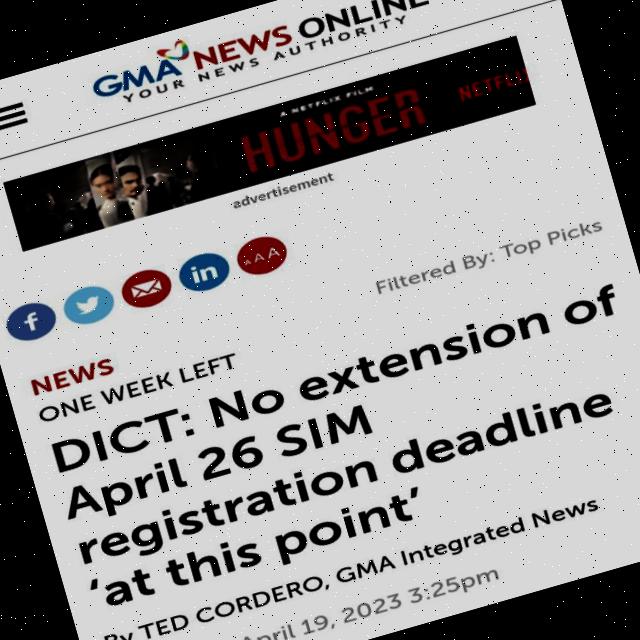 GMA NEWS ONLINE
YOUR NEWS AUTHORITY
A NETFLIX FILM
HUNGER
NETFLIX
advertisement
f in AAA
Filtered By: Top Picks
NEWS
ONE WEEK LEFT
DICT: No extension of
April 26 SIM
registration deadline
‘at this point’
By TED CORDERO, GMA Integrated News
April 19, 2023 3:25pm